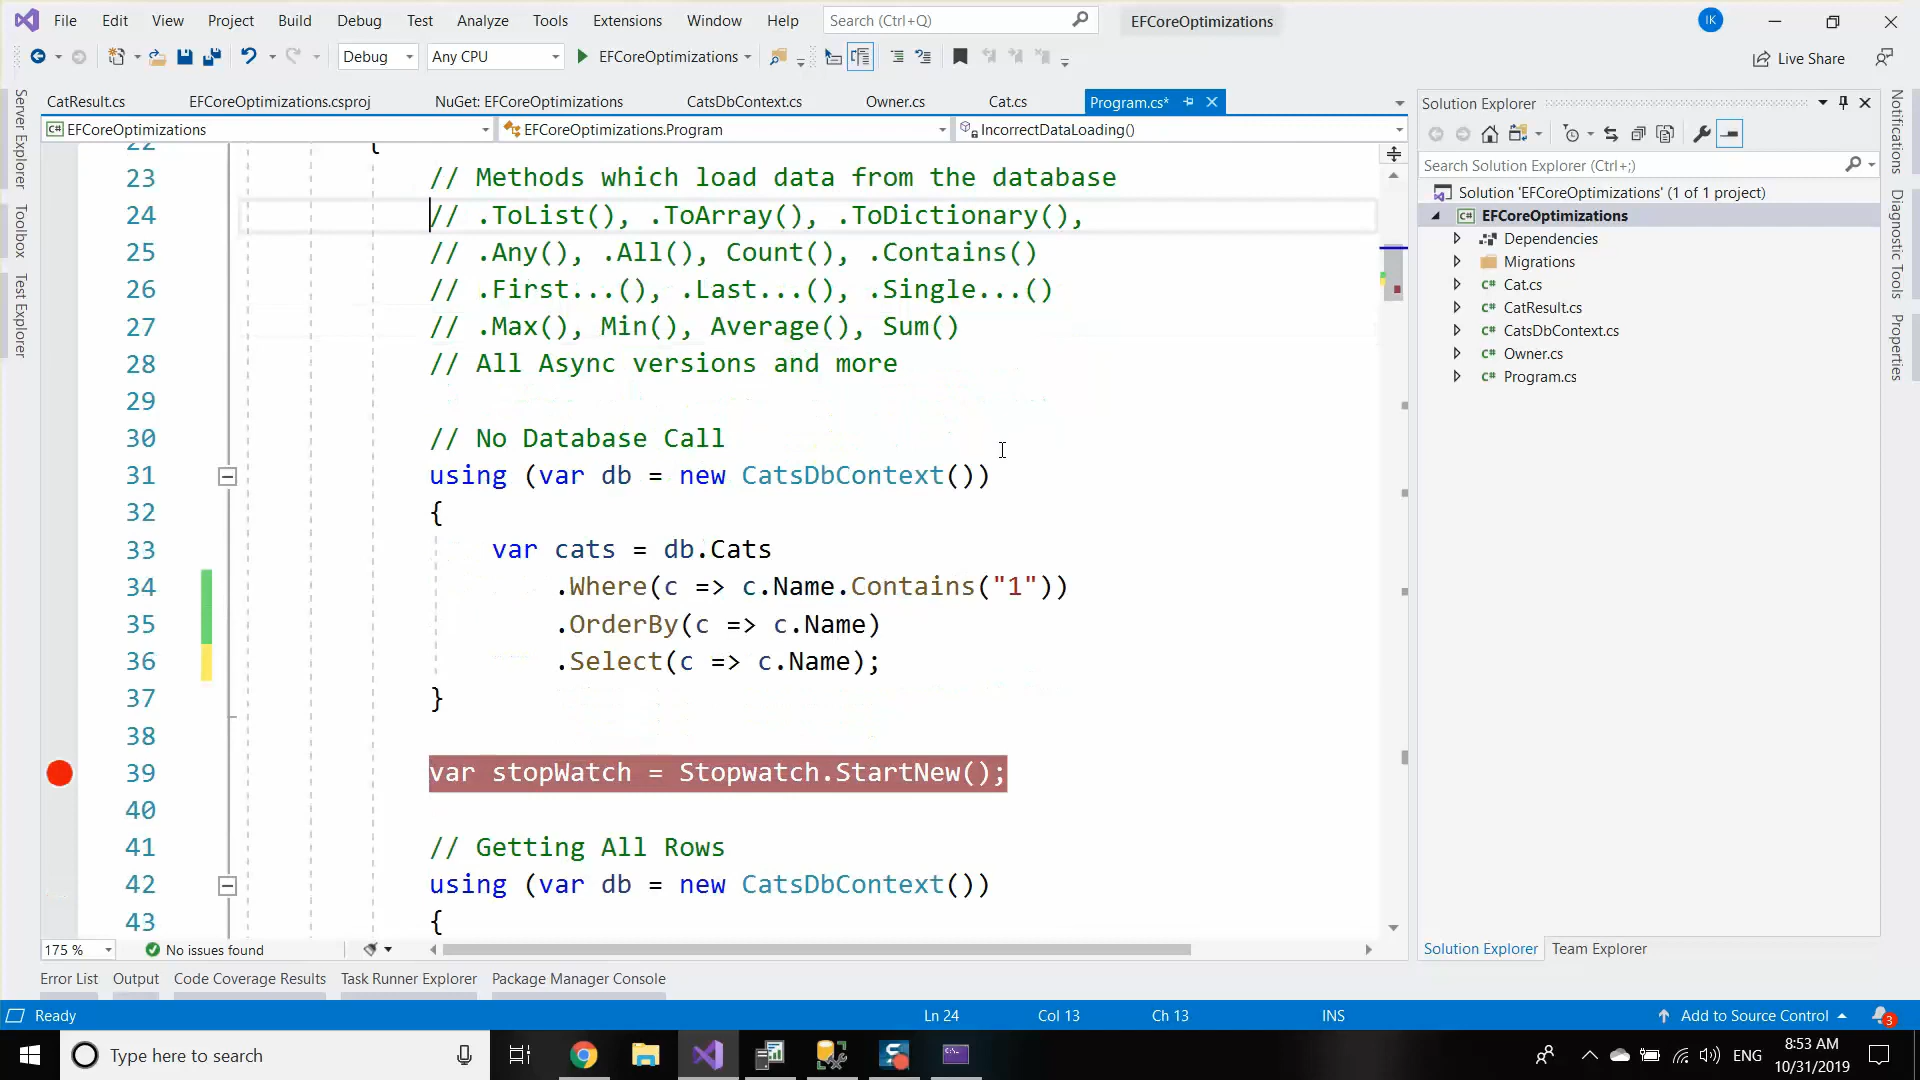 File Edit View Project Build Debug Test Analyze Tools Extensions Window Help Search (Ctrl+Q) EFCoreOptimizations IK
Debug Any CPU EFCoreOptimizations Live Share
CatResult.cs EFCoreOptimizations.csproj NuGet: EFCoreOptimizations CatsDbContext.cs Owner.cs Cat.cs Program.cs*
C# EFCoreOptimizations EFCoreOptimizations.Program IncorrectDataLoading()
22 {
23 // Methods which load data from the database
24 // .ToList(), .ToArray(), .ToDictionary(),
25 // .Any(), .All(), Count(), .Contains()
26 // .First...(), .Last...(), .Single...()
27 // .Max(), Min(), Average(), Sum()
28 // All Async versions and more
29
30 // No Database Call
31 using (var db = new CatsDbContext())
32 {
33 var cats = db.Cats
34 .Where(c => c.Name.Contains("1"))
35 .OrderBy(c => c.Name)
36 .Select(c => c.Name);
37 }
38
39 var stopWatch = Stopwatch.StartNew();
40
41 // Getting All Rows
42 using (var db = new CatsDbContext())
43 {
175 % No issues found
Server Explorer
Toolbox
Test Explorer
Solution Explorer
Search Solution Explorer (Ctrl+;)
Solution 'EFCoreOptimizations' (1 of 1 project)
C# EFCoreOptimizations
Dependencies
Migrations
C# Cat.cs
C# CatResult.cs
C# CatsDbContext.cs
C# Owner.cs
C# Program.cs
Solution Explorer Team Explorer
Notifications
Diagnostic Tools
Properties
Error List Output Code Coverage Results Task Runner Explorer Package Manager Console
Ready Ln 24 Col 13 Ch 13 INS Add to Source Control 3
Type here to search ENG 8:53 AM
10/31/2019